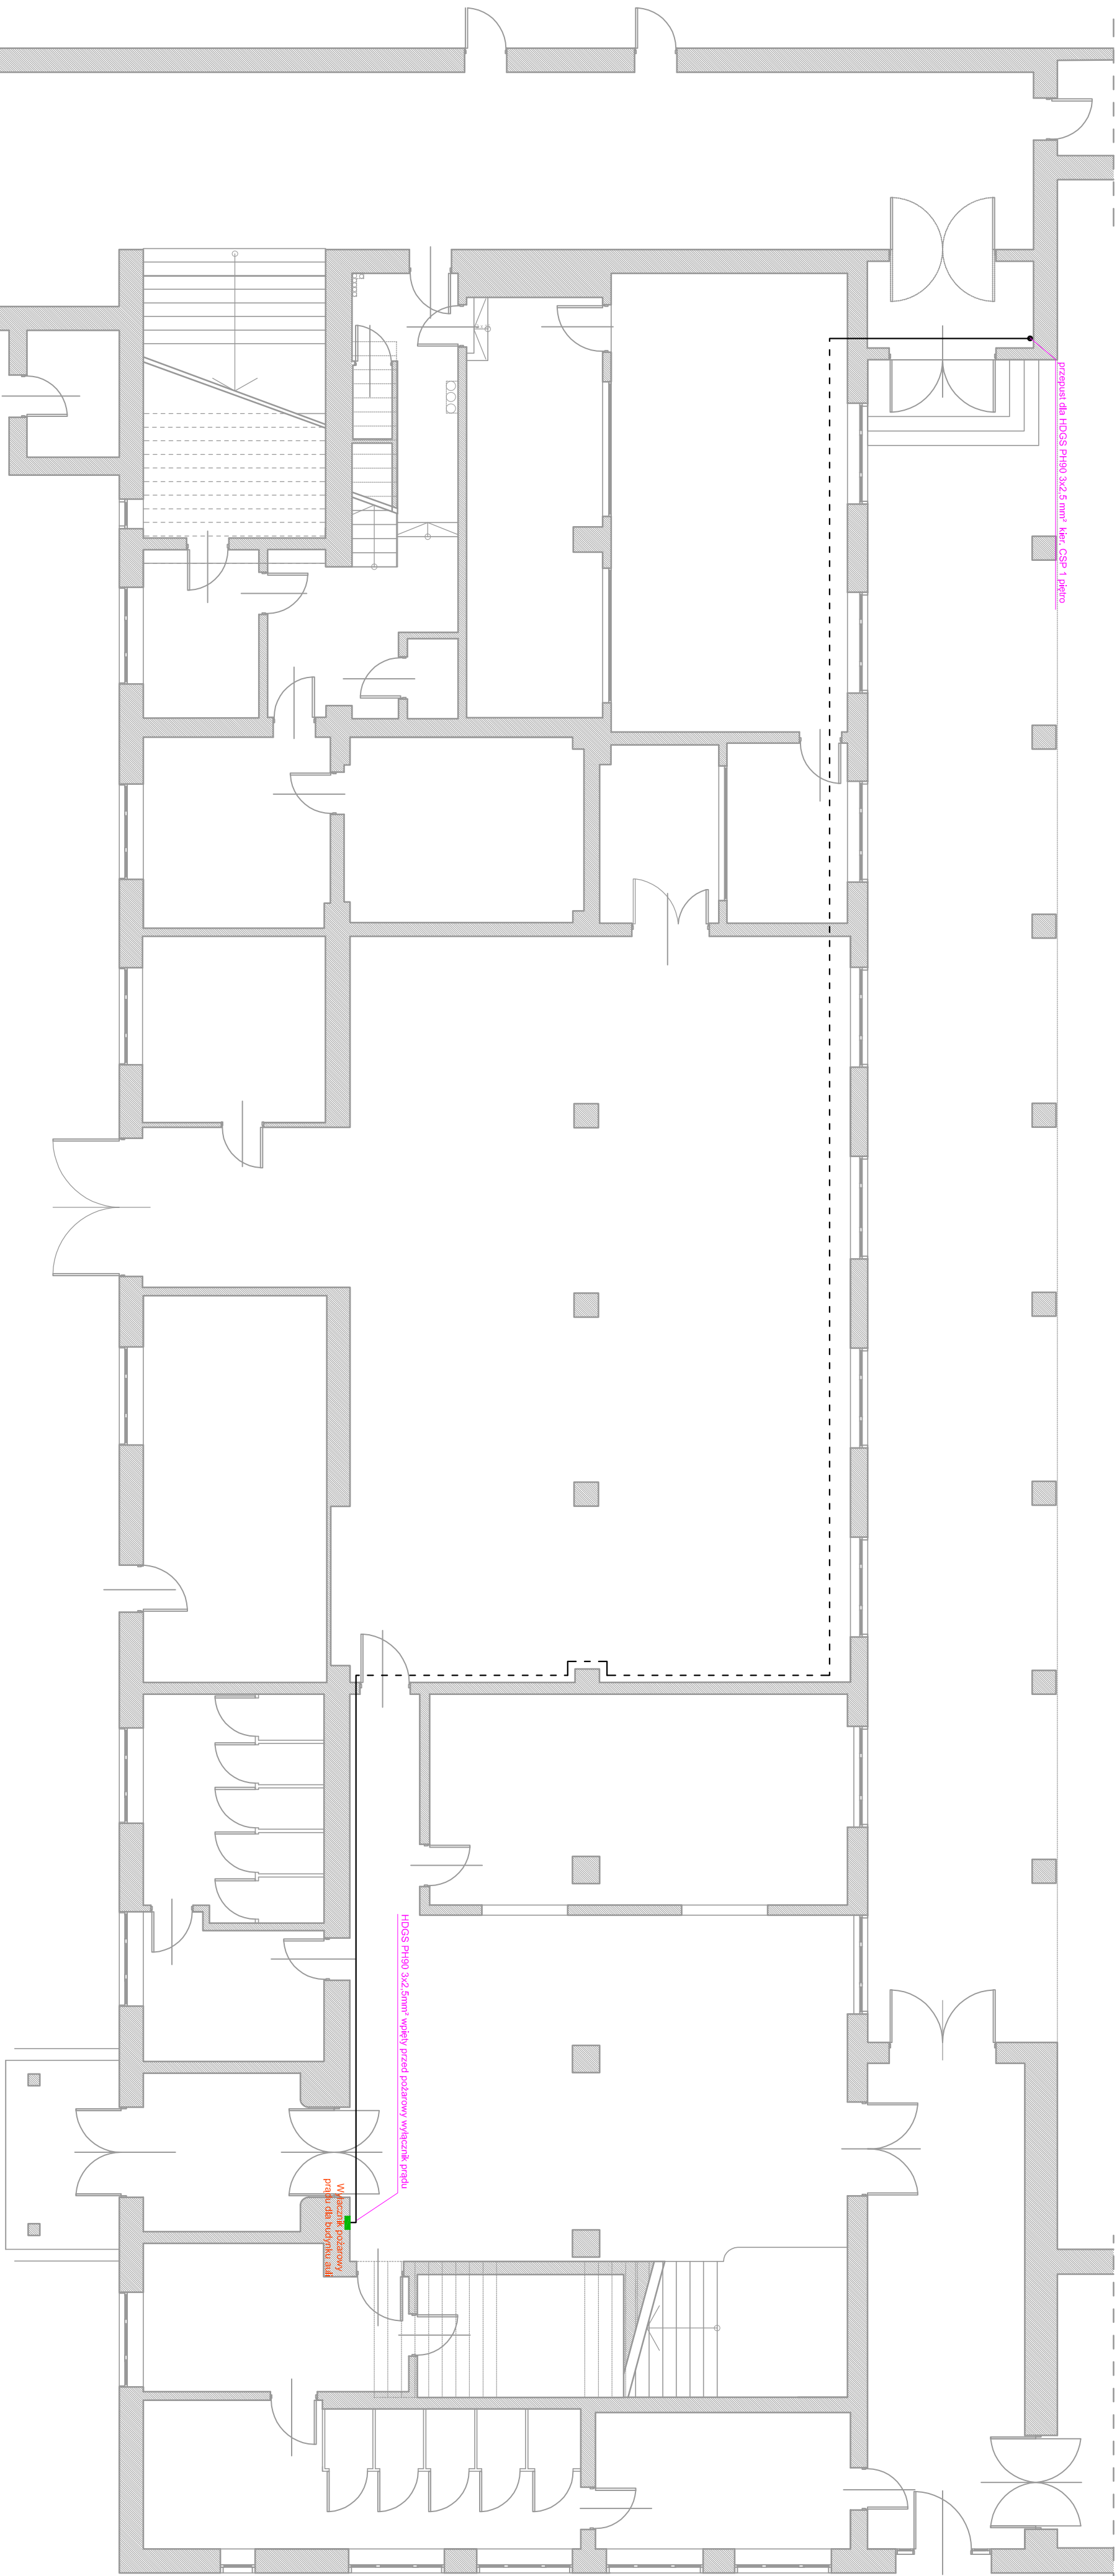 przepust dla HDGS PH90 3x2,5 mm² kier. CSP 1 piętro
HDGS PH90 3x2,5mm² wpięty przed pożarowy wyłącznik prądu
Wyłacznik pożarowy
prądu dla budynku auli